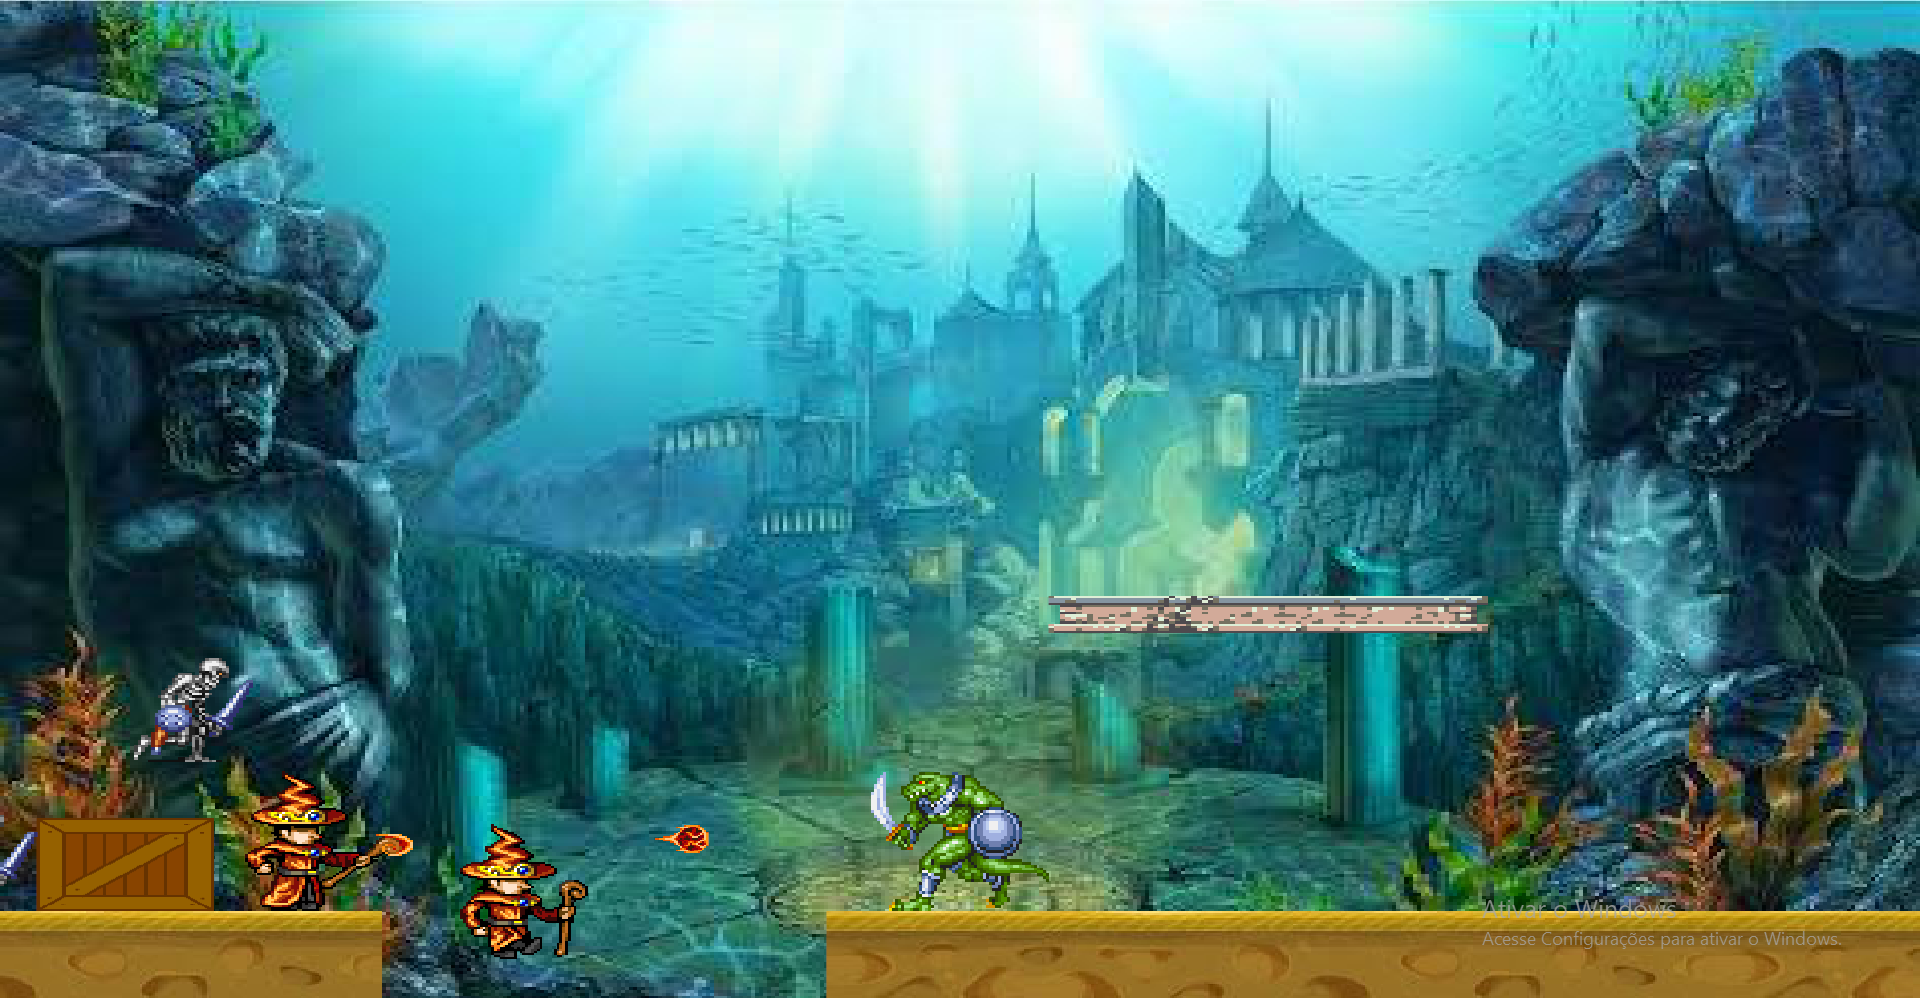 Ativar o Windows
Acesse Configurações para ativar o Windows.